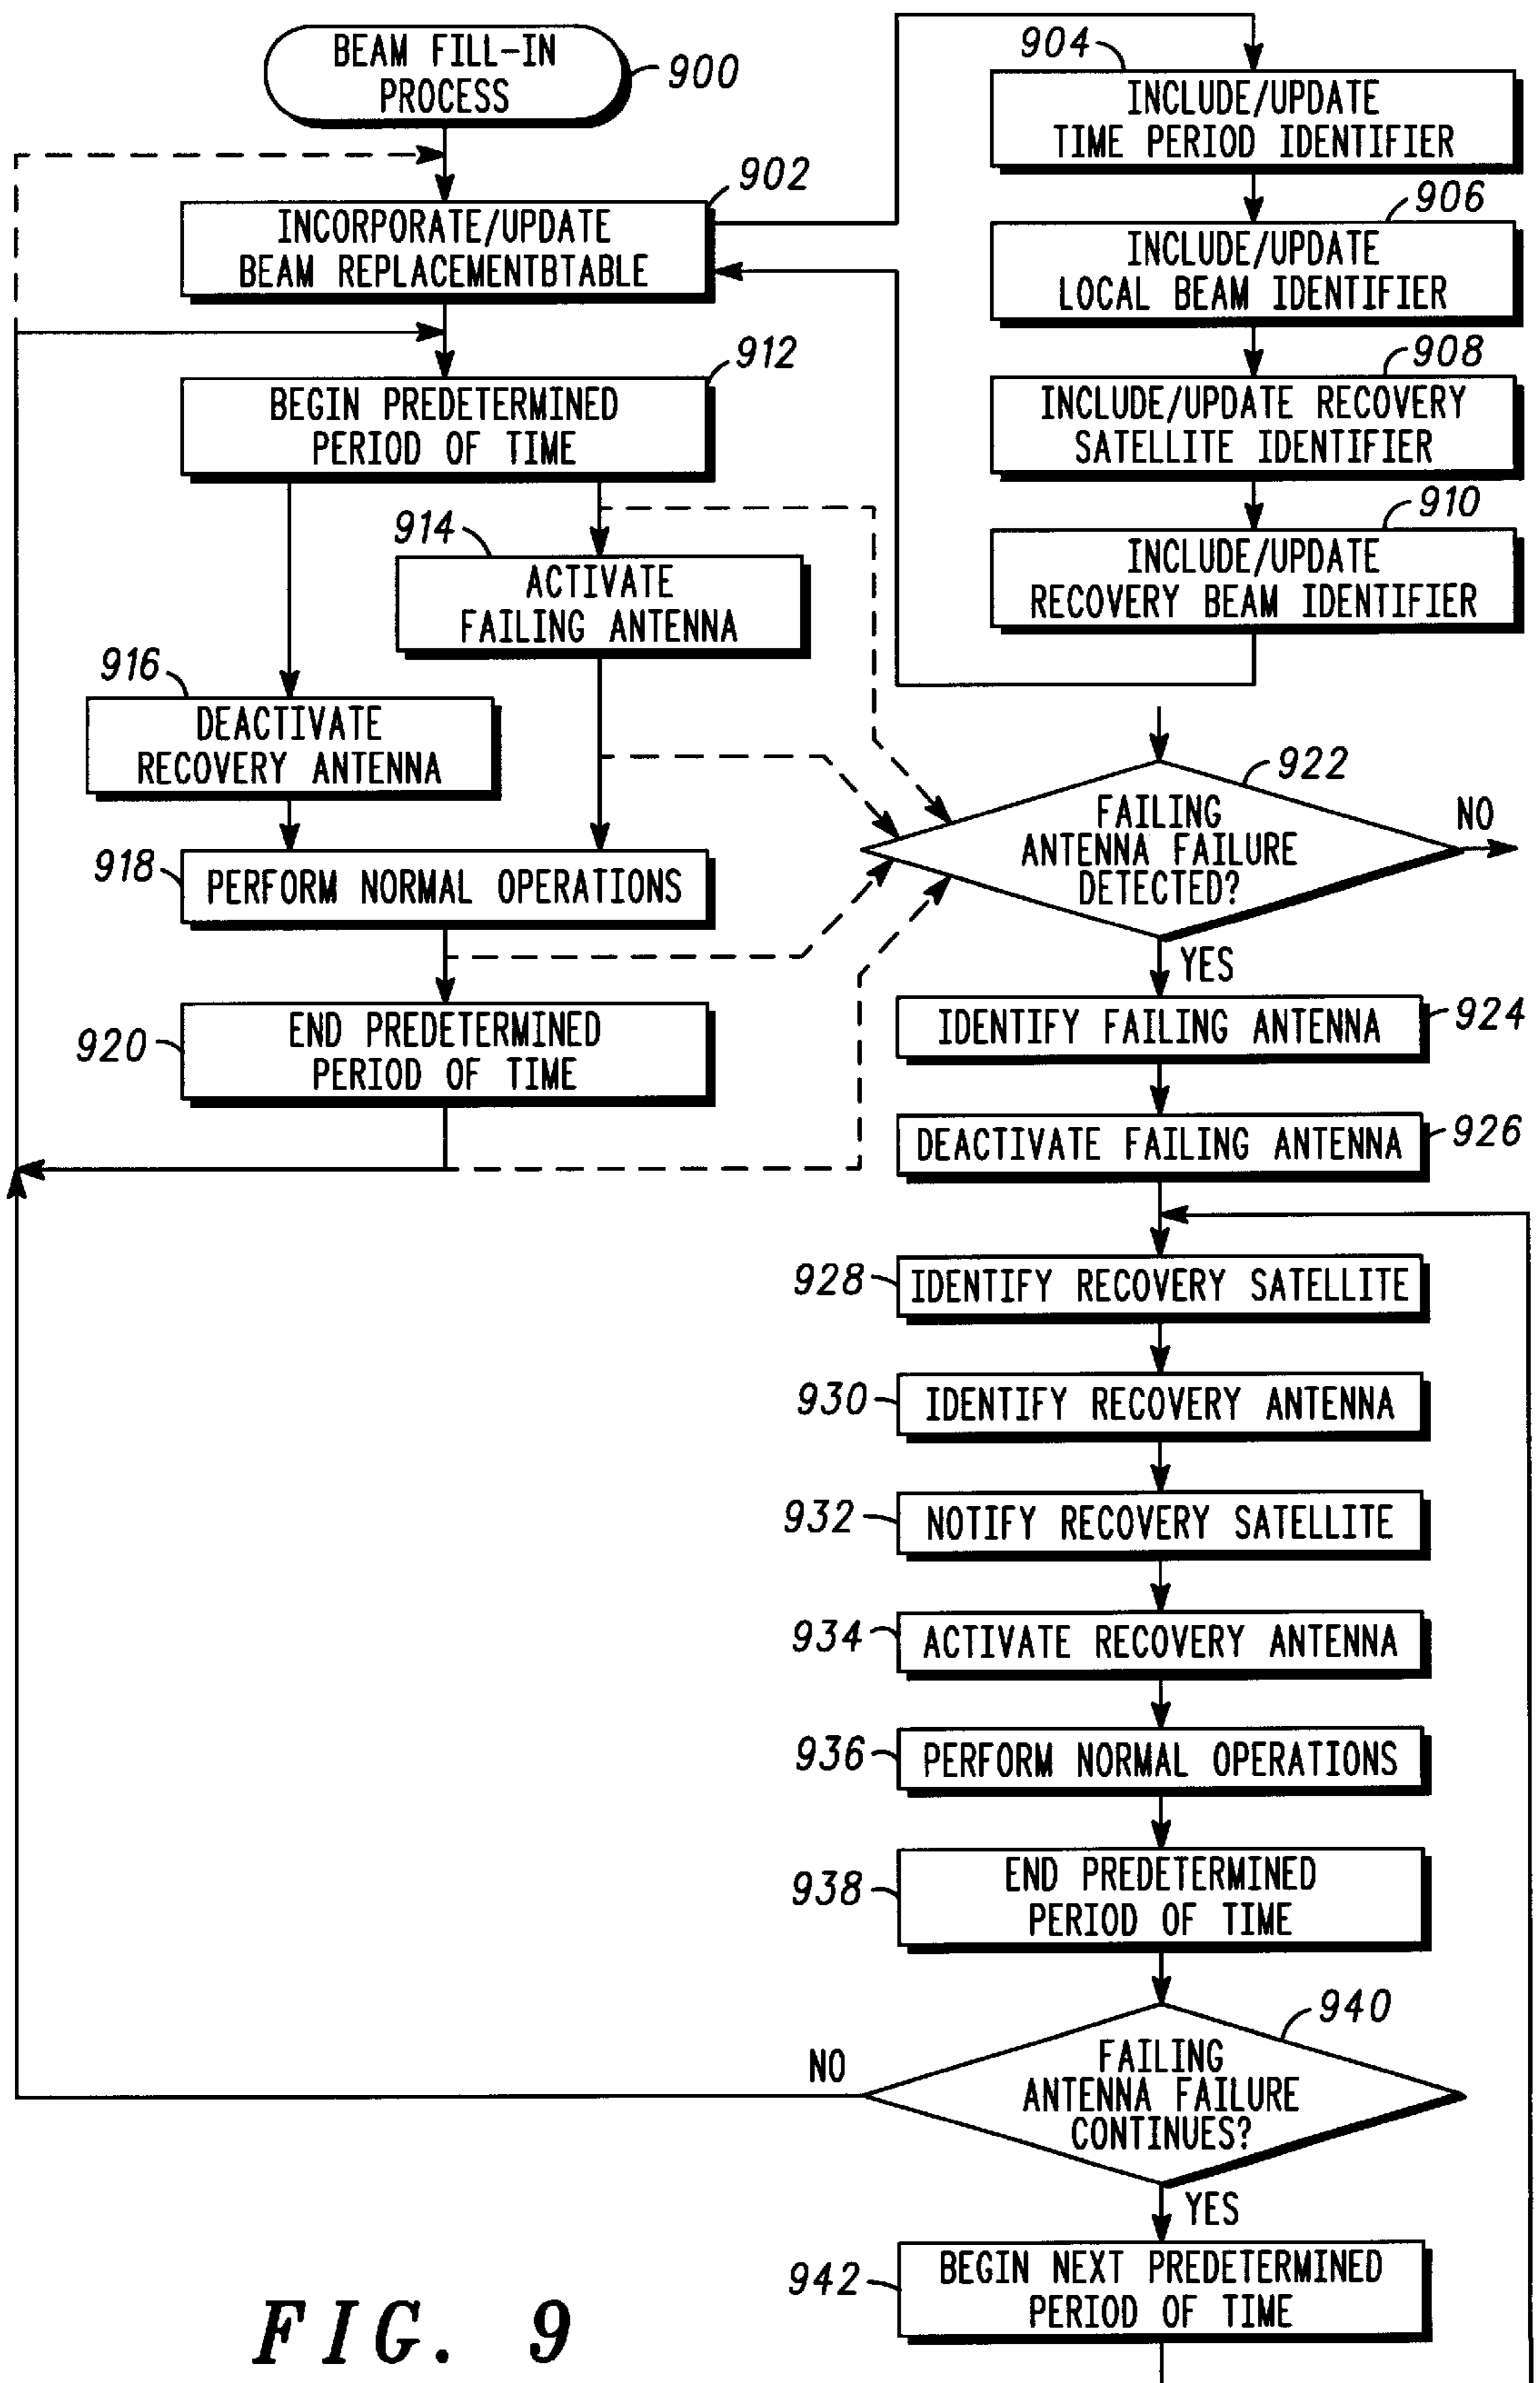 BEAM FILL-IN
PROCESS
900
902
INCORPORATE/UPDATE
BEAM REPLACEMENTBTABLE
904
INCLUDE/UPDATE
TIME PERIOD IDENTIFIER
906
INCLUDE/UPDATE
LOCAL BEAM IDENTIFIER
908
INCLUDE/UPDATE RECOVERY
SATELLITE IDENTIFIER
910
INCLUDE/UPDATE
RECOVERY BEAM IDENTIFIER
912
BEGIN PREDETERMINED
PERIOD OF TIME
914
ACTIVATE
FAILING ANTENNA
916
DEACTIVATE
RECOVERY ANTENNA
918
PERFORM NORMAL OPERATIONS
920
END PREDETERMINED
PERIOD OF TIME
922
FAILING
ANTENNA FAILURE
DETECTED?
NO
YES
IDENTIFY FAILING ANTENNA
924
DEACTIVATE FAILING ANTENNA
926
928
IDENTIFY RECOVERY SATELLITE
930
IDENTIFY RECOVERY ANTENNA
932
NOTIFY RECOVERY SATELLITE
934
ACTIVATE RECOVERY ANTENNA
936
PERFORM NORMAL OPERATIONS
938
END PREDETERMINED
PERIOD OF TIME
940
FAILING
ANTENNA FAILURE
CONTINUES?
NO
YES
942
BEGIN NEXT PREDETERMINED
PERIOD OF TIME
FIG. 9